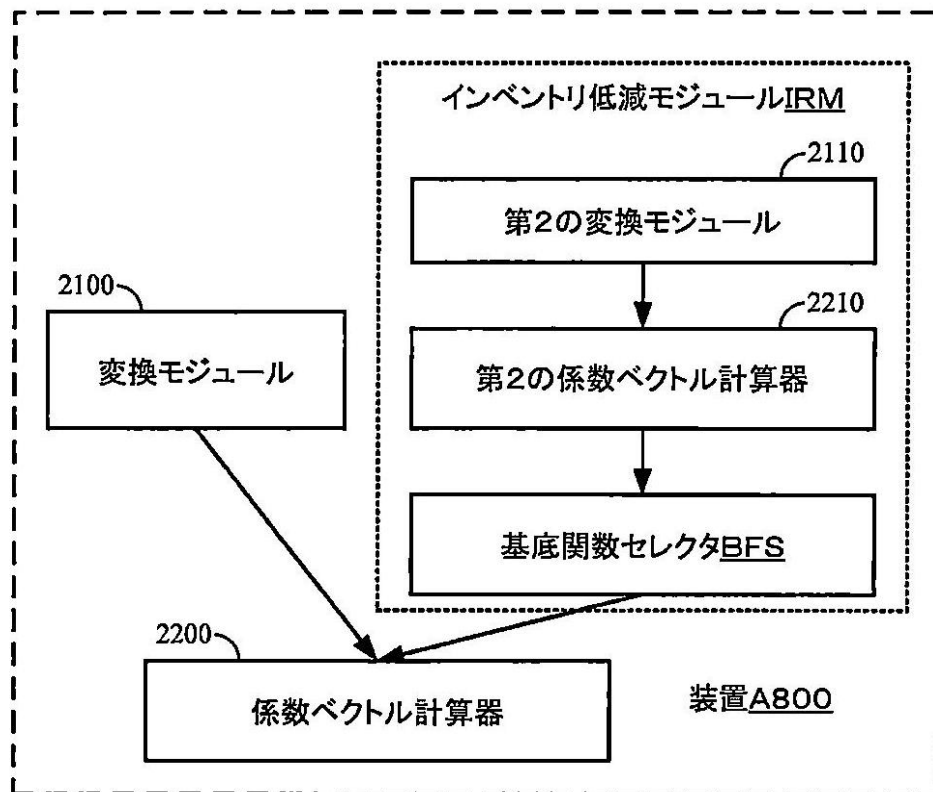 インベントリ低減モジュールIRM
2110
第2の変換モジュール
2100
変換モジュール
2210
第2の係数ベクトル計算器
基底関数セレクタBFS
2200
係数ベクトル計算器
装置A800